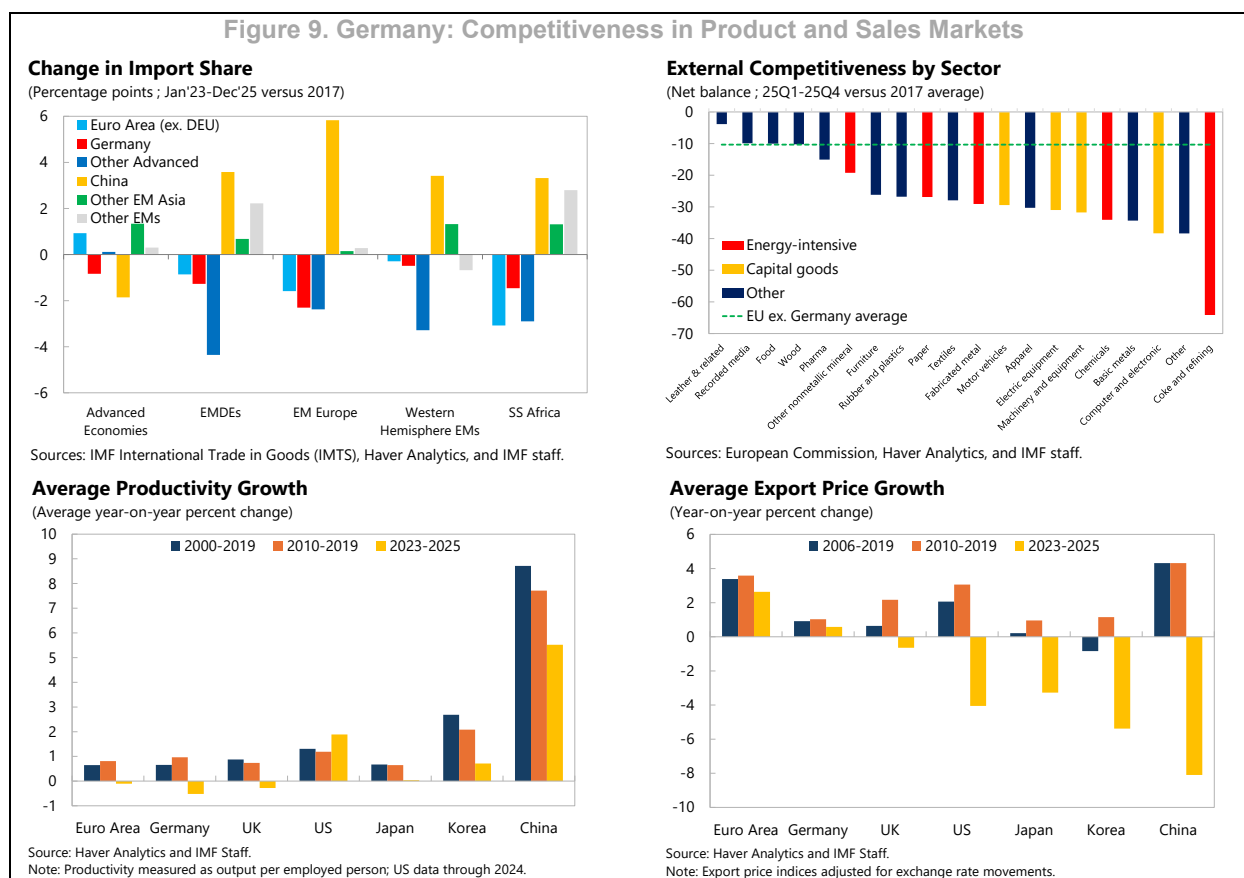 Figure 9. Germany: Competitiveness in Product and Sales Markets
Change in Import Share
(Percentage points ; Jan'23-Dec'25 versus 2017)
6
4
2
0
-2
-4
6
Euro Area (ex. DEU)
Germany
Other Advanced
China
Other EM Asia
Other EMs
Advanced
Economies
EMDEs
EM Europe
Western
Hemisphere EMs
SS Africa
Sources: IMF International Trade in Goods (IMTS), Haver Analytics, and IMF staff.
External Competitiveness by Sector
(Net balance ; 25Q1-25Q4 versus 2017 average)
0
-10
-20
-30
-40
-50
-60
-70
Energy-intensive
Capital goods
Other
EU ex. Germany average
Leather & related
Recorded media
Food
Wood
Pharma
Other nonmetallic mineral
Furniture
Rubber and plastics
Paper
Textiles
Fabricated metal
Motor vehicles
Apparel
Electric equipment
Machinery and equipment
Chemicals
Basic metals
Computer and electronic
Other
Coke and refining
Sources: European Commission, Haver Analytics, and IMF staff.
Average Productivity Growth
(Average year-on-year percent change)
10
9
8
7
6
5
4
3
2
1
0
-1
2000-2019
2010-2019
2023-2025
Euro Area
Germany
UK
US
Japan
Korea
China
Source: Haver Analytics and IMF Staff.
Note: Productivity measured as output per employed person; US data through 2024.
Average Export Price Growth
(Year-on-year percent change)
6
4
2
0
-2
-4
-6
-8
-10
2006-2019
2010-2019
2023-2025
Euro Area
Germany
UK
US
Japan
Korea
China
Source: Haver Analytics and IMF Staff.
Note: Export price indices adjusted for exchange rate movements.